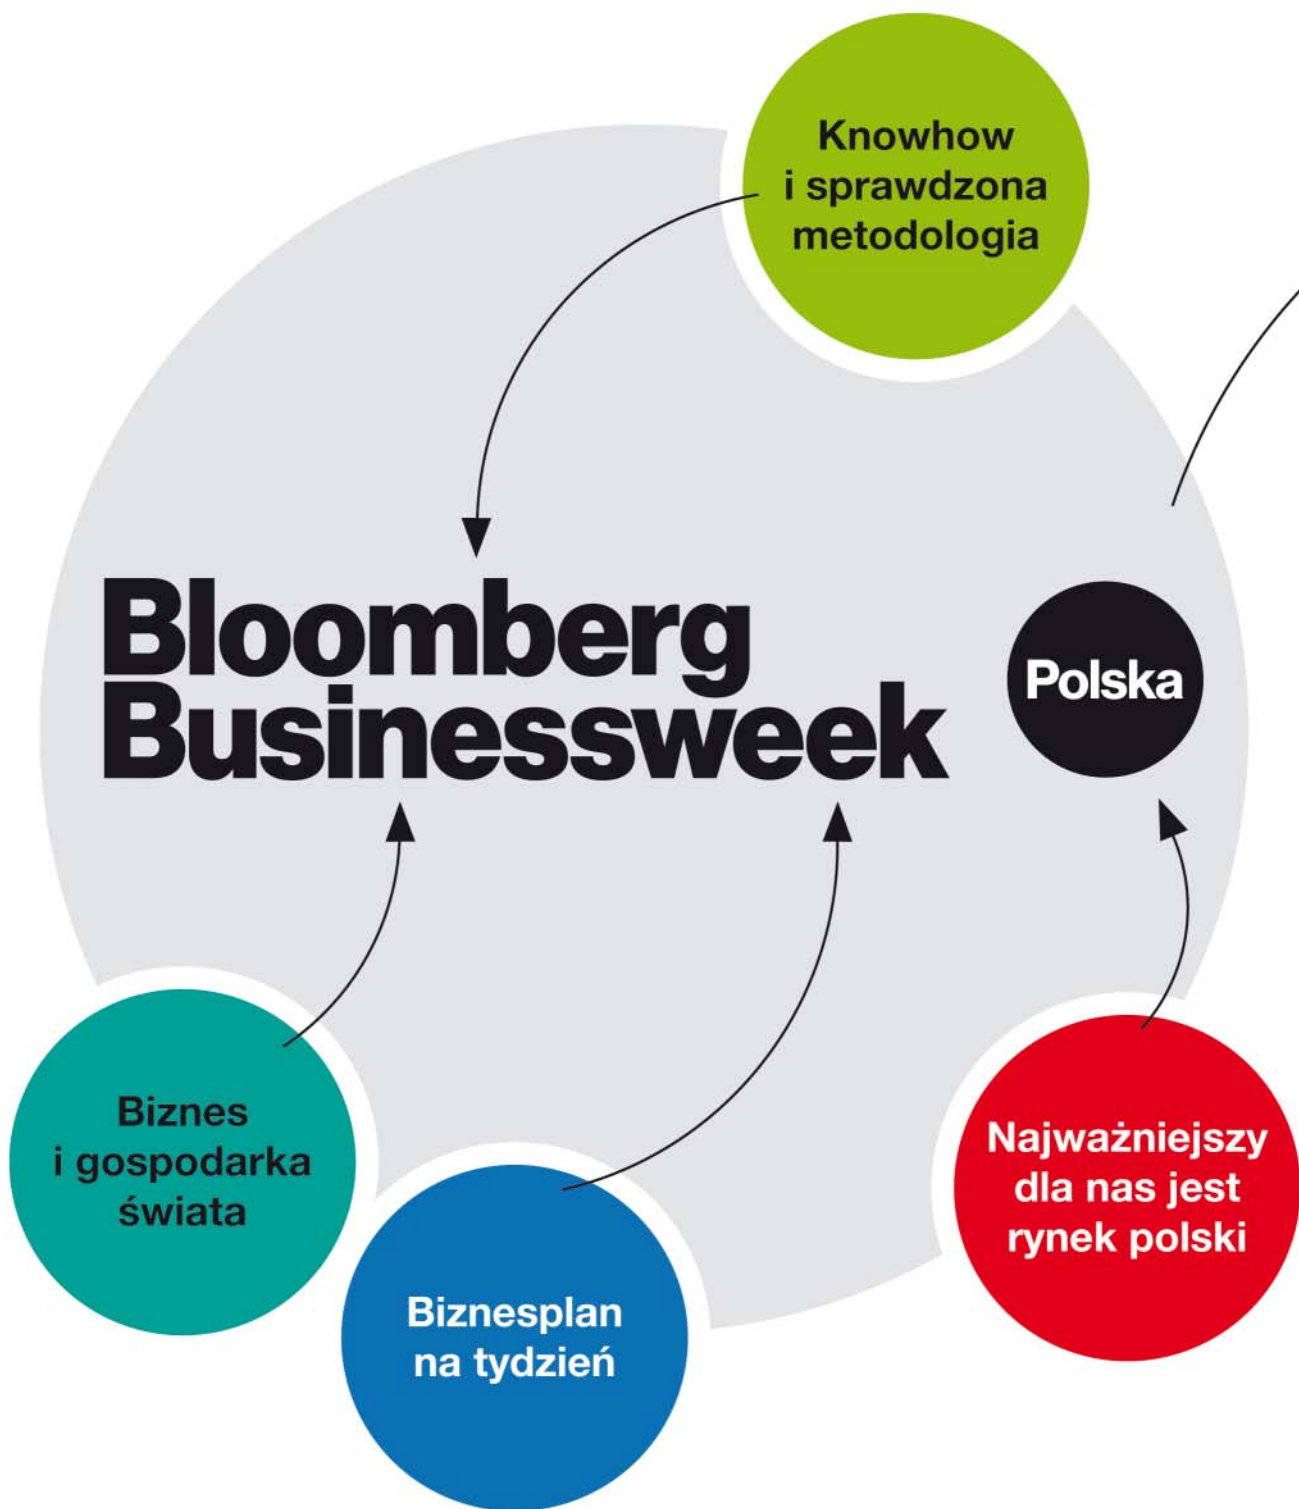 Knowhow
i sprawdzona
metodologia
Bloomberg
Businessweek
Polska
Biznes
i gospodarka
świata
Biznesplan
na tydzień
Najważniejszy
dla nas jest
rynek polski